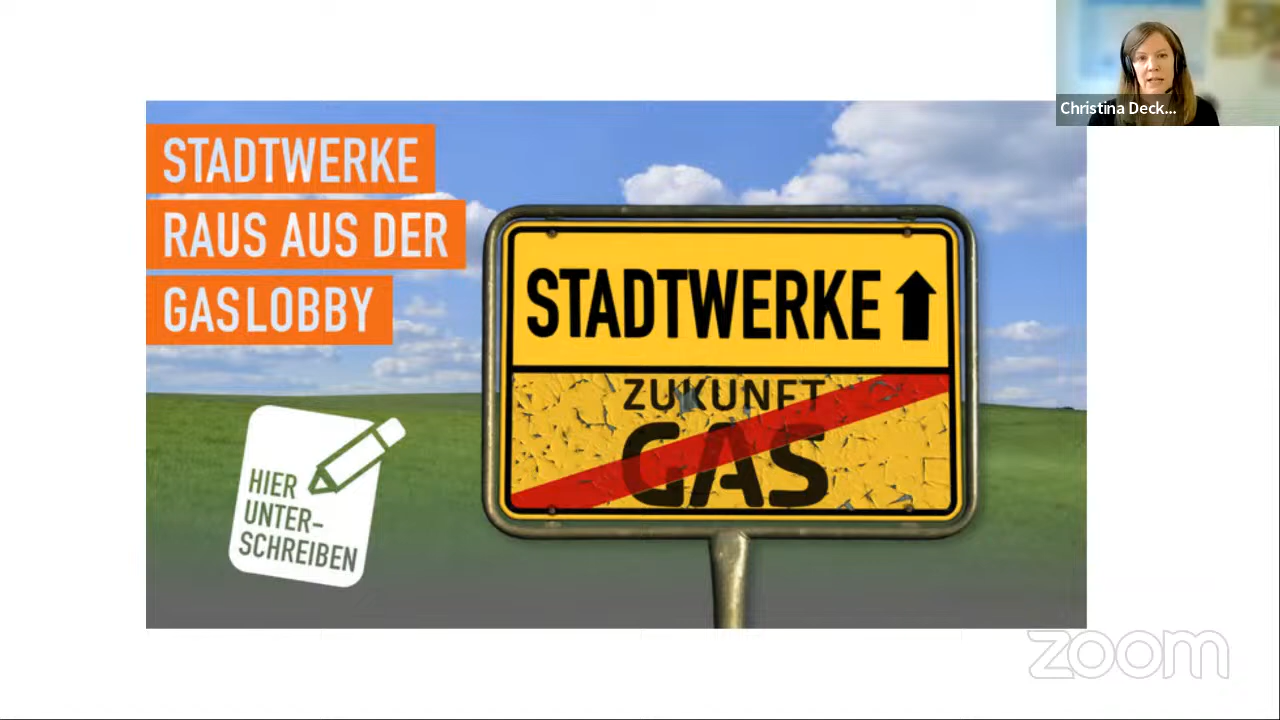 Christina Deck...
STADTWERKE
RAUS AUS DER
GASLOBBY
STADTWERKE
ZUKUNFT
GAS
HIER
UNTER-
SCHREIBEN
zoom